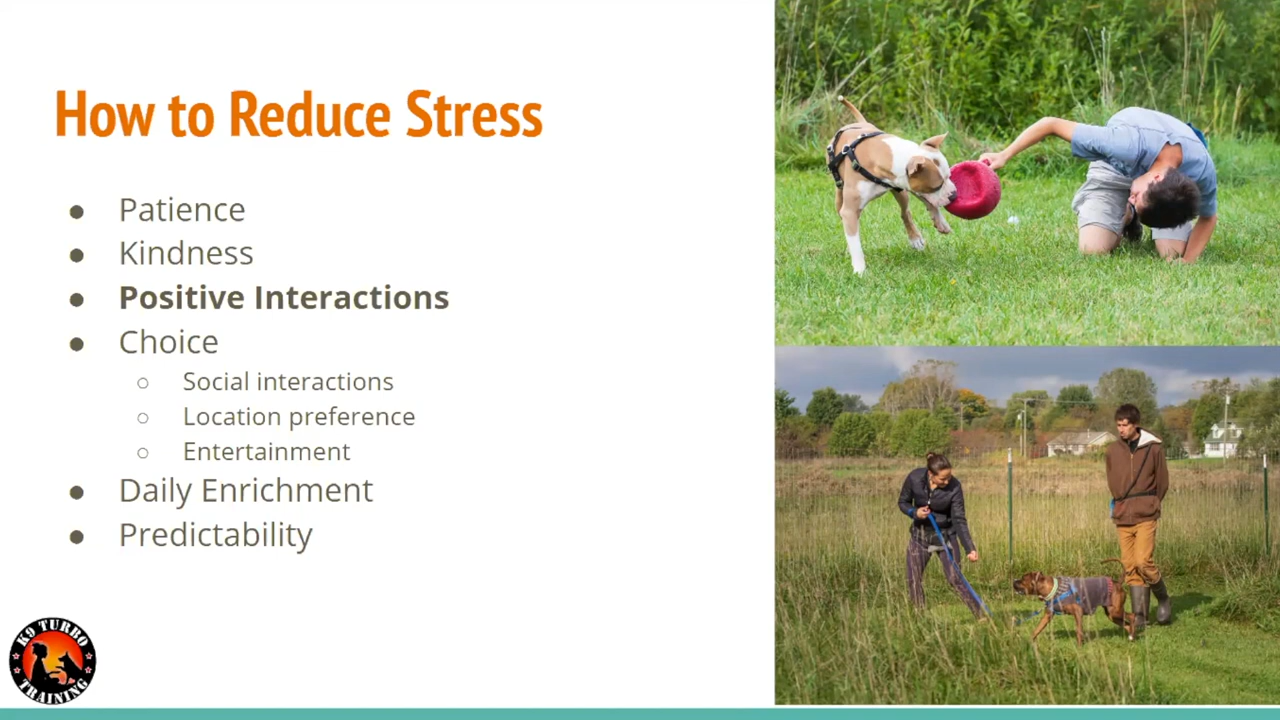 How to Reduce Stress
● Patience
● Kindness
● Positive Interactions
● Choice
○ Social interactions
○ Location preference
○ Entertainment
● Daily Enrichment
● Predictability
K9 TURBO
TRAINING